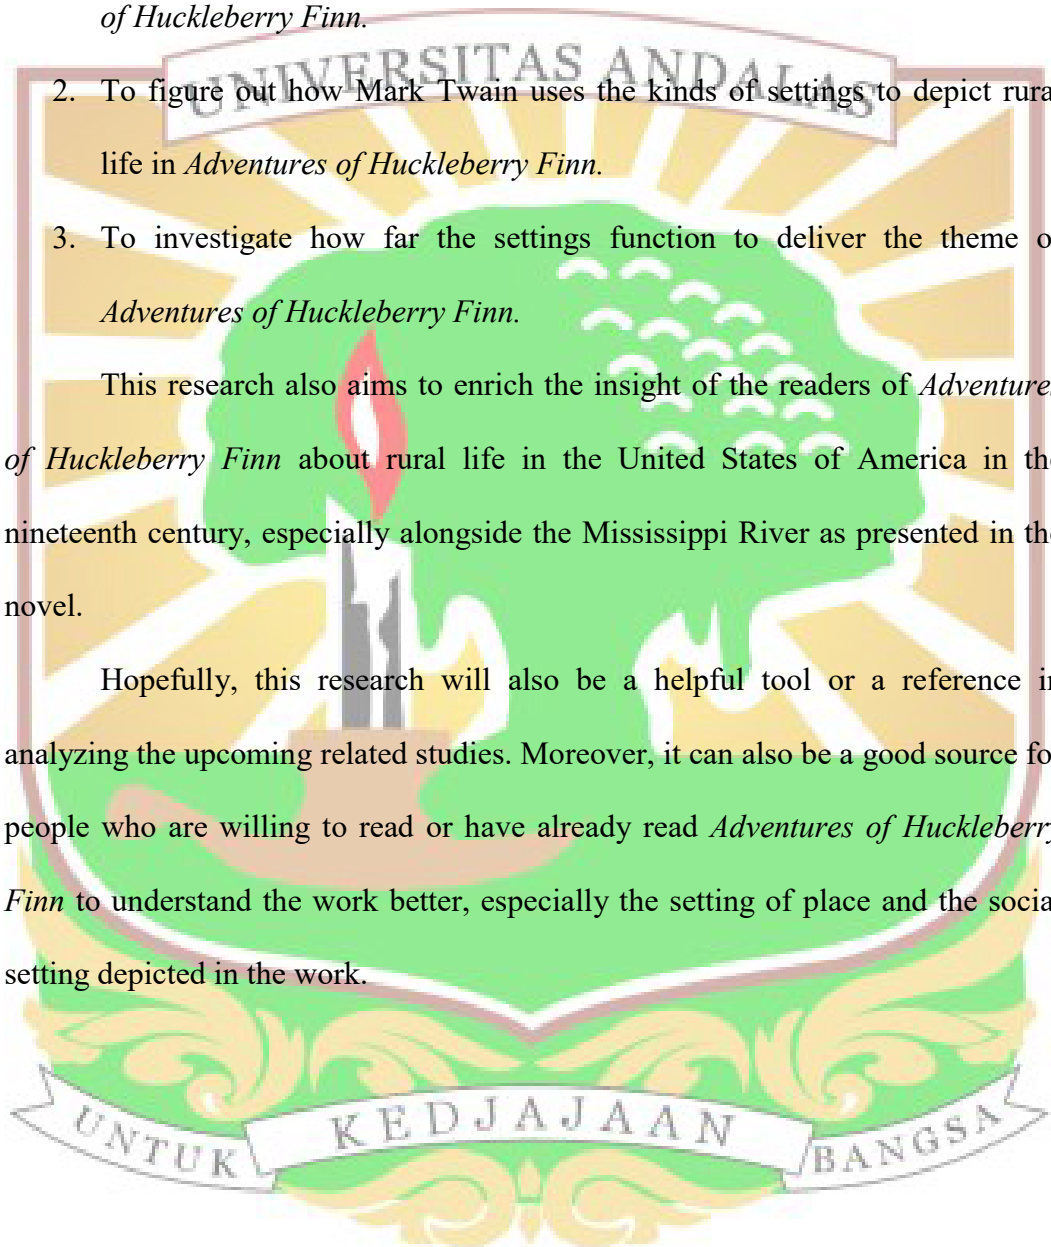 of Huckleberry Finn.
UNIVERSITAS ANDALAS
2. To figure out how Mark Twain uses the kinds of settings to depict rura
life in Adventures of Huckleberry Finn.
3. To investigate how far the settings function to deliver the theme o
Adventures of Huckleberry Finn.
This research also aims to enrich the insight of the readers of Adventure
of Huckleberry Finn about rural life in the United States of America in the
nineteenth century, especially alongside the Mississippi River as presented in the
novel.
Hopefully, this research will also be a helpful tool or a reference in
analyzing the upcoming related studies. Moreover, it can also be a good source fo
people who are willing to read or have already read Adventures of Huckleberry
Finn to understand the work better, especially the setting of place and the socia
setting depicted in the work.
UNTUK KEDJAJAAN BANGSA